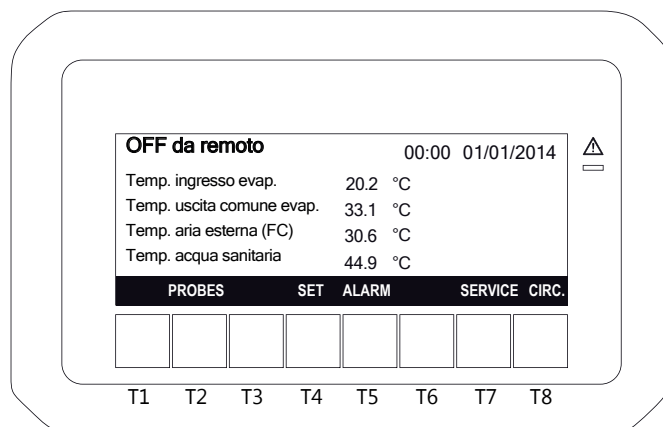 OFF da remoto 00:00 01/01/2014
Temp. ingresso evap. 20.2 °C
Temp. uscita comune evap. 33.1 °C
Temp. aria esterna (FC) 30.6 °C
Temp. acqua sanitaria 44.9 °C
PROBES SET ALARM SERVICE CIRC.
T1 T2 T3 T4 T5 T6 T7 T8